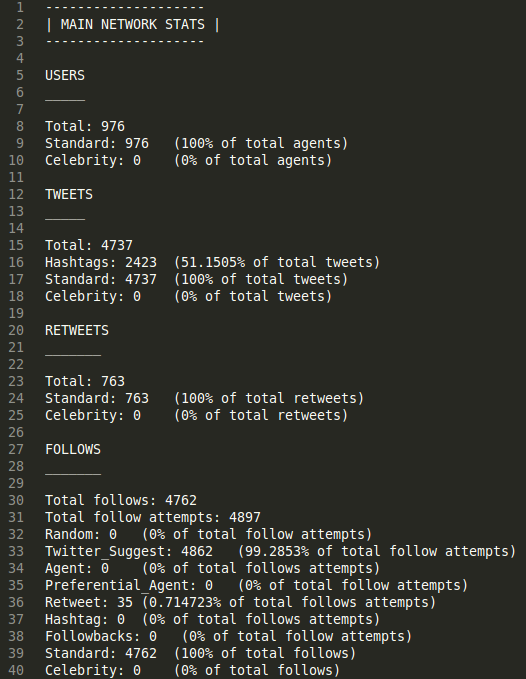 1 --------------------
2 | MAIN NETWORK STATS |
3 --------------------
4
5 USERS
6 _____
7
8 Total: 976
9 Standard: 976   (100% of total agents)
10 Celebrity: 0    (0% of total agents)
11
12 TWEETS
13 _____
14
15 Total: 4737
16 Hashtags: 2423  (51.1505% of total tweets)
17 Standard: 4737  (100% of total tweets)
18 Celebrity: 0    (0% of total tweets)
19
20 RETWEETS
21 _______
22
23 Total: 763
24 Standard: 763   (100% of total retweets)
25 Celebrity: 0    (0% of total retweets)
26
27 FOLLOWS
28 _______
29
30 Total follows: 4762
31 Total follow attempts: 4897
32 Random: 0   (0% of total follow attempts)
33 Twitter_Suggest: 4862   (99.2853% of total follow attempts)
34 Agent: 0    (0% of total follows attempts)
35 Preferential_Agent: 0   (0% of total follow attempts)
36 Retweet: 35 (0.714723% of total follows attempts)
37 Hashtag: 0  (0% of total follows attempts)
38 Followbacks: 0   (0% of total follow attempts)
39 Standard: 4762  (100% of total follows)
40 Celebrity: 0    (0% of total follows)